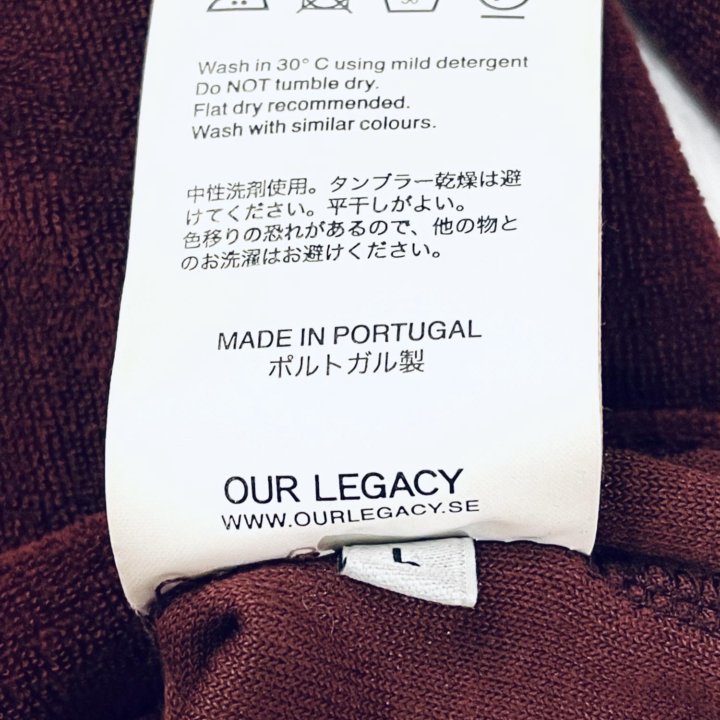 Wash in 30° C using mild detergent
Do NOT tumble dry.
Flat dry recommended.
Wash with similar colours.
中性洗剤使用。タンブラー乾燥は避
けてください。平干しがよい。
色移りの恐れがあるので、他の物と
のお洗濯はお避けください。
MADE IN PORTUGAL
ポルトガル製
OUR LEGACY
WWW.OURLEGACY.SE
L